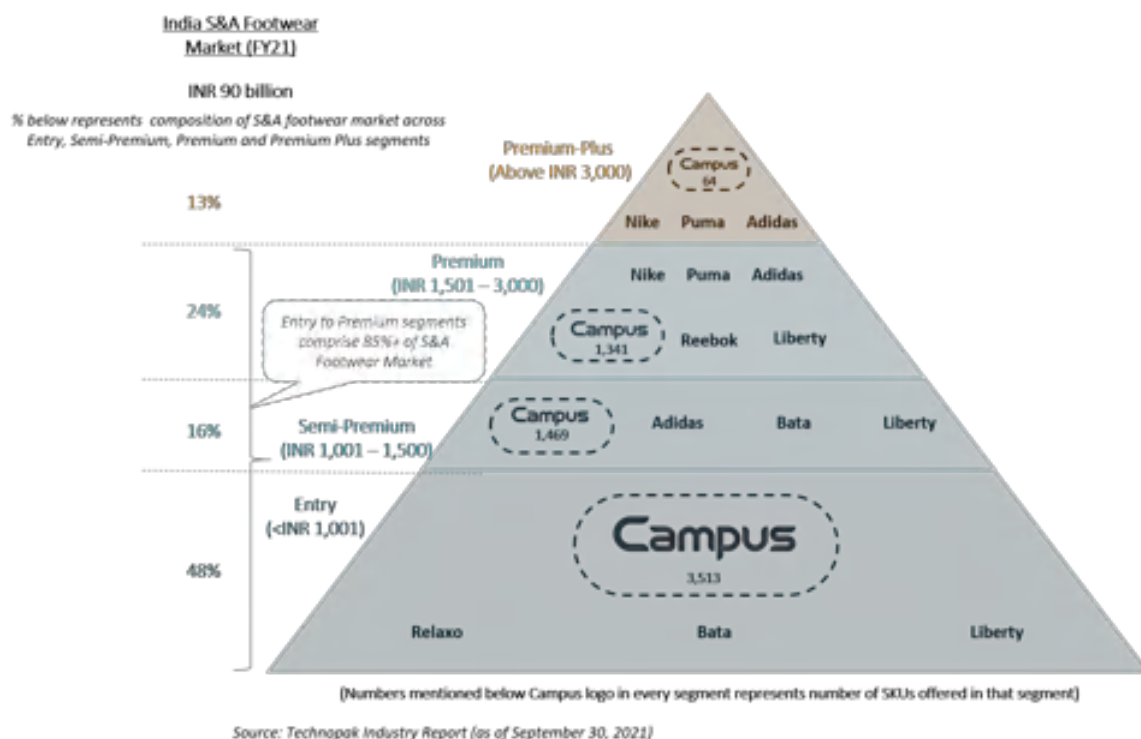 India S&A Footwear
Market (FY21)
INR 90 billion
% below represents composition of S&A footwear market across
Entry, Semi-Premium, Premium and Premium Plus segments
Premium-Plus
(Above INR 3,000)
13%
Campus
64
Nike Puma Adidas
Premium
(INR 1,501 – 3,000)
24%
Nike Puma Adidas
Campus
1,341
Reebok Liberty
Entry to Premium segments
comprise 85%+ of S&A
Footwear Market
Semi-Premium
(INR 1,001 – 1,500)
16%
Campus
1,469
Adidas Bata Liberty
Entry
(<INR 1,001)
48%
Campus
3,513
Relaxo Bata Liberty
(Numbers mentioned below Campus logo in every segment represents number of SKUs offered in that segment)
Source: Technopak Industry Report (as of September 30, 2021)